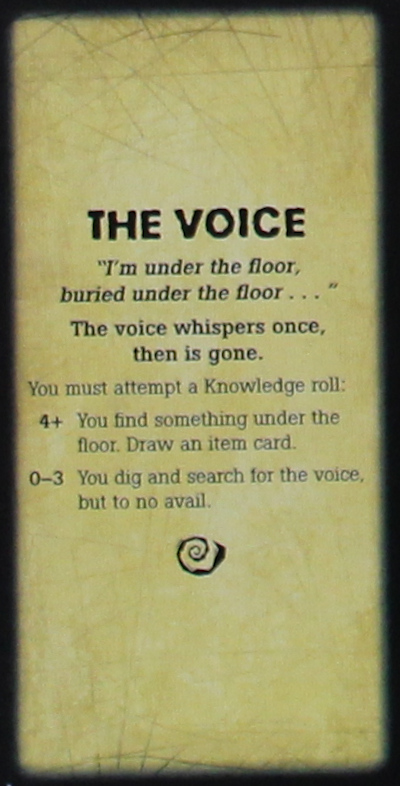 THE VOICE
"I'm under the floor,
buried under the floor . . . "
The voice whispers once,
then is gone.
You must attempt a Knowledge roll:
4+ You find something under the
floor. Draw an item card.
0–3 You dig and search for the voice,
but to no avail.